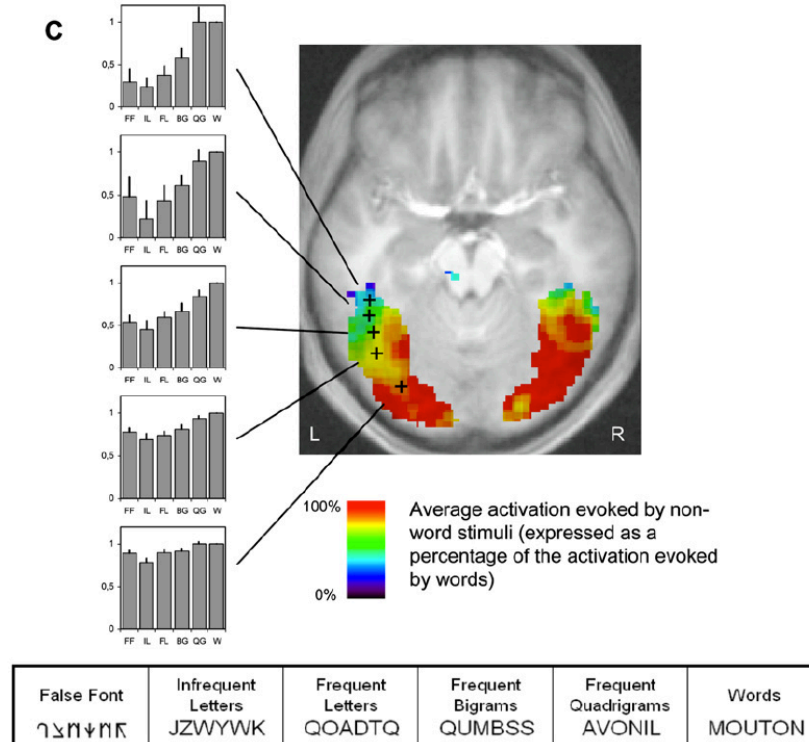 C
1
0,5
0
FF IL FL BG QG W
1
0,5
0
FF IL FL BG QG W
1
0,5
0
FF IL FL BG QG W
1
0,5
0
FF IL FL BG QG W
1
0,5
0
FF IL FL BG QG W
L R
100%
0%
Average activation evoked by non-
word stimuli (expressed as a
percentage of the activation evoked
by words)
False Font
Infrequent
Letters
JZWYWK
Frequent
Letters
QOADTQ
Frequent
Bigrams
QUMBSS
Frequent
Quadrigrams
AVONIL
Words
MOUTON